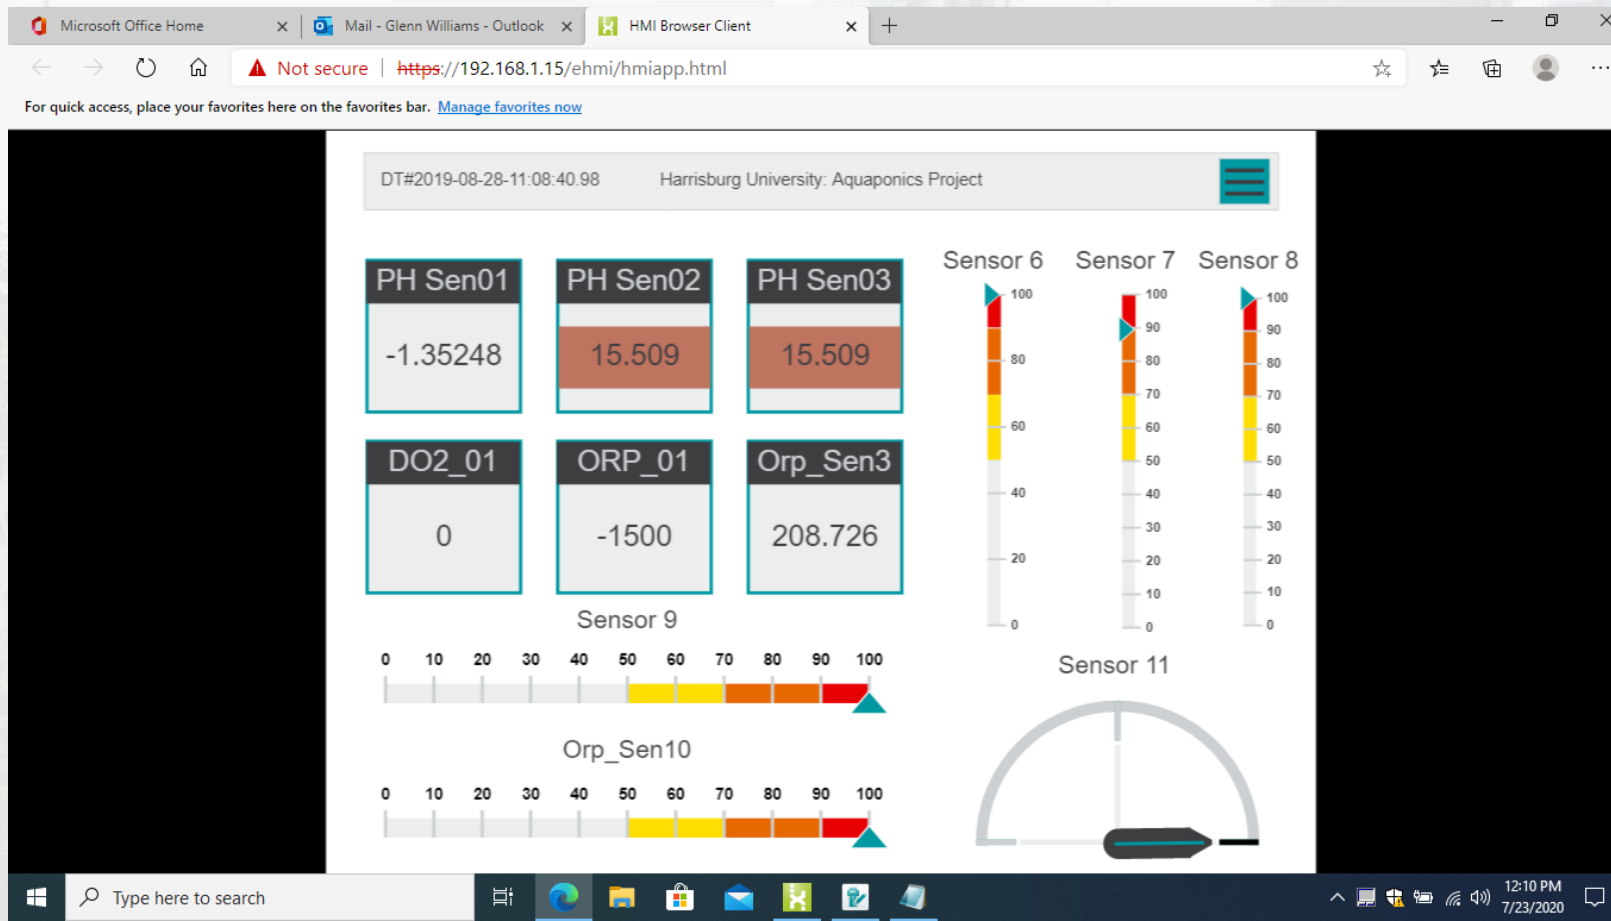 Microsoft Office Home
Mail - Glenn Williams - Outlook
HMI Browser Client
Not secure | https://192.168.1.15/ehmi/hmiapp.html
For quick access, place your favorites here on the favorites bar. Manage favorites now
DT#2019-08-28-11:08:40.98 Harrisburg University: Aquaponics Project
PH Sen01
-1.35248
PH Sen02
15.509
PH Sen03
15.509
DO2_01
0
ORP_01
-1500
Orp_Sen3
208.726
Sensor 6
100
80
60
40
20
0
Sensor 7
100
90
80
70
60
50
40
30
20
10
0
Sensor 8
100
90
80
70
60
50
40
30
20
10
0
Sensor 9
0 10 20 30 40 50 60 70 80 90 100
Orp_Sen10
0 10 20 30 40 50 60 70 80 90 100
Sensor 11
Type here to search
12:10 PM
7/23/2020